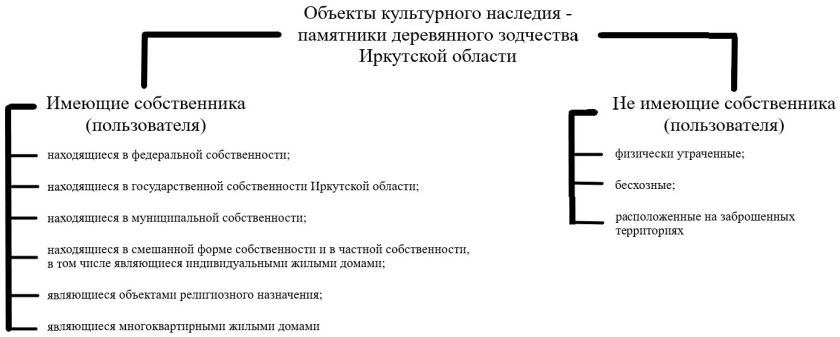 Объекты культурного наследия -
памятники деревянного зодчества
Иркутской области
Имеющие собственника
(пользователя)
находящиеся в федеральной собственности;
находящиеся в государственной собственности Иркутской области;
находящиеся в муниципальной собственности;
находящиеся в смешанной форме собственности и в частной собственности,
в том числе являющиеся индивидуальными жилыми домами;
являющиеся объектами религиозного назначения;
являющиеся многоквартирными жилыми домами
Не имеющие собственника
(пользователя)
физически утраченные;
бесхозные;
расположенные на заброшенных
территориях